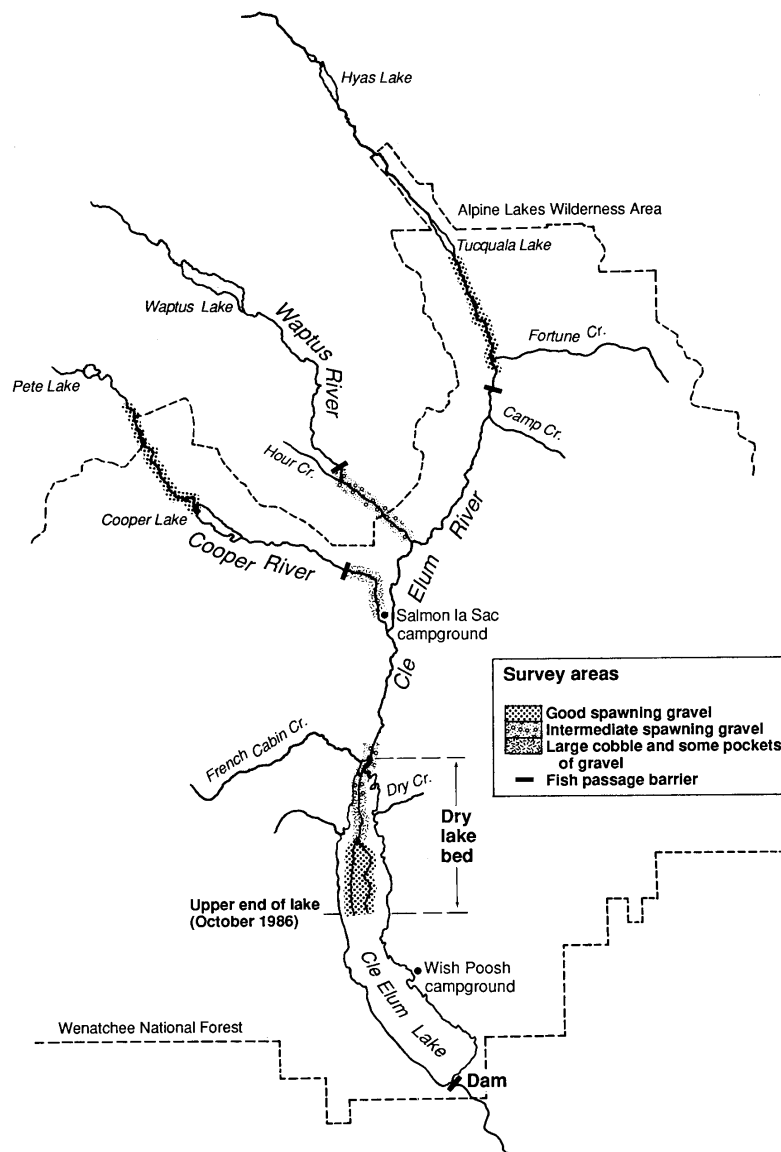 Hyas Lake
Alpine Lakes Wilderness Area
Tucquala Lake
Waptus Lake
Waptus River
Fortune Cr.
Pete Lake
Camp Cr.
Hour Cr.
Cooper Lake
Cooper River
Cle Elum River
Salmon la Sac
campground
Survey areas
Good spawning gravel
Intermediate spawning gravel
Large cobble and some pockets
of gravel
Fish passage barrier
French Cabin Cr.
Dry Cr.
Dry
lake
bed
Upper end of lake
(October 1986)
Wish Poosh
campground
Cle Elum Lake
Wenatchee National Forest
Dam